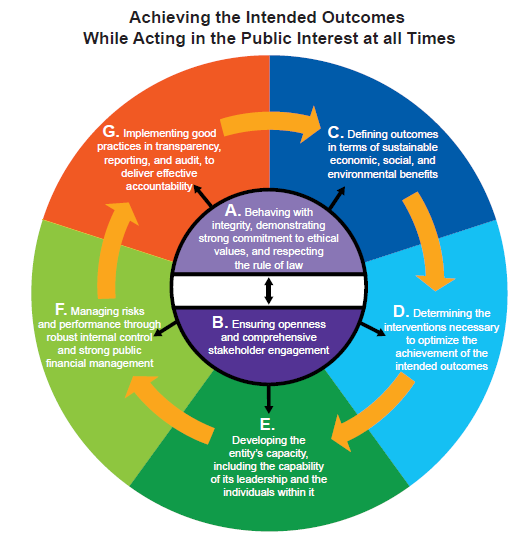 Achieving the Intended Outcomes
While Acting in the Public Interest at all Times
G. Implementing good
practices in transparency,
reporting, and audit, to
deliver effective
accountability
C. Defining outcomes
in terms of sustainable
economic, social, and
environmental benefits
A. Behaving with
integrity, demonstrating
strong commitment to ethical
values, and respecting
the rule of law
F. Managing risks
and performance through
robust internal control
and strong public
financial management
B. Ensuring openness
and comprehensive
stakeholder engagement
D. Determining the
interventions necessary
to optimize the
achievement of the
intended outcomes
E.
Developing the
entity's capacity,
including the capability
of its leadership and the
individuals within it